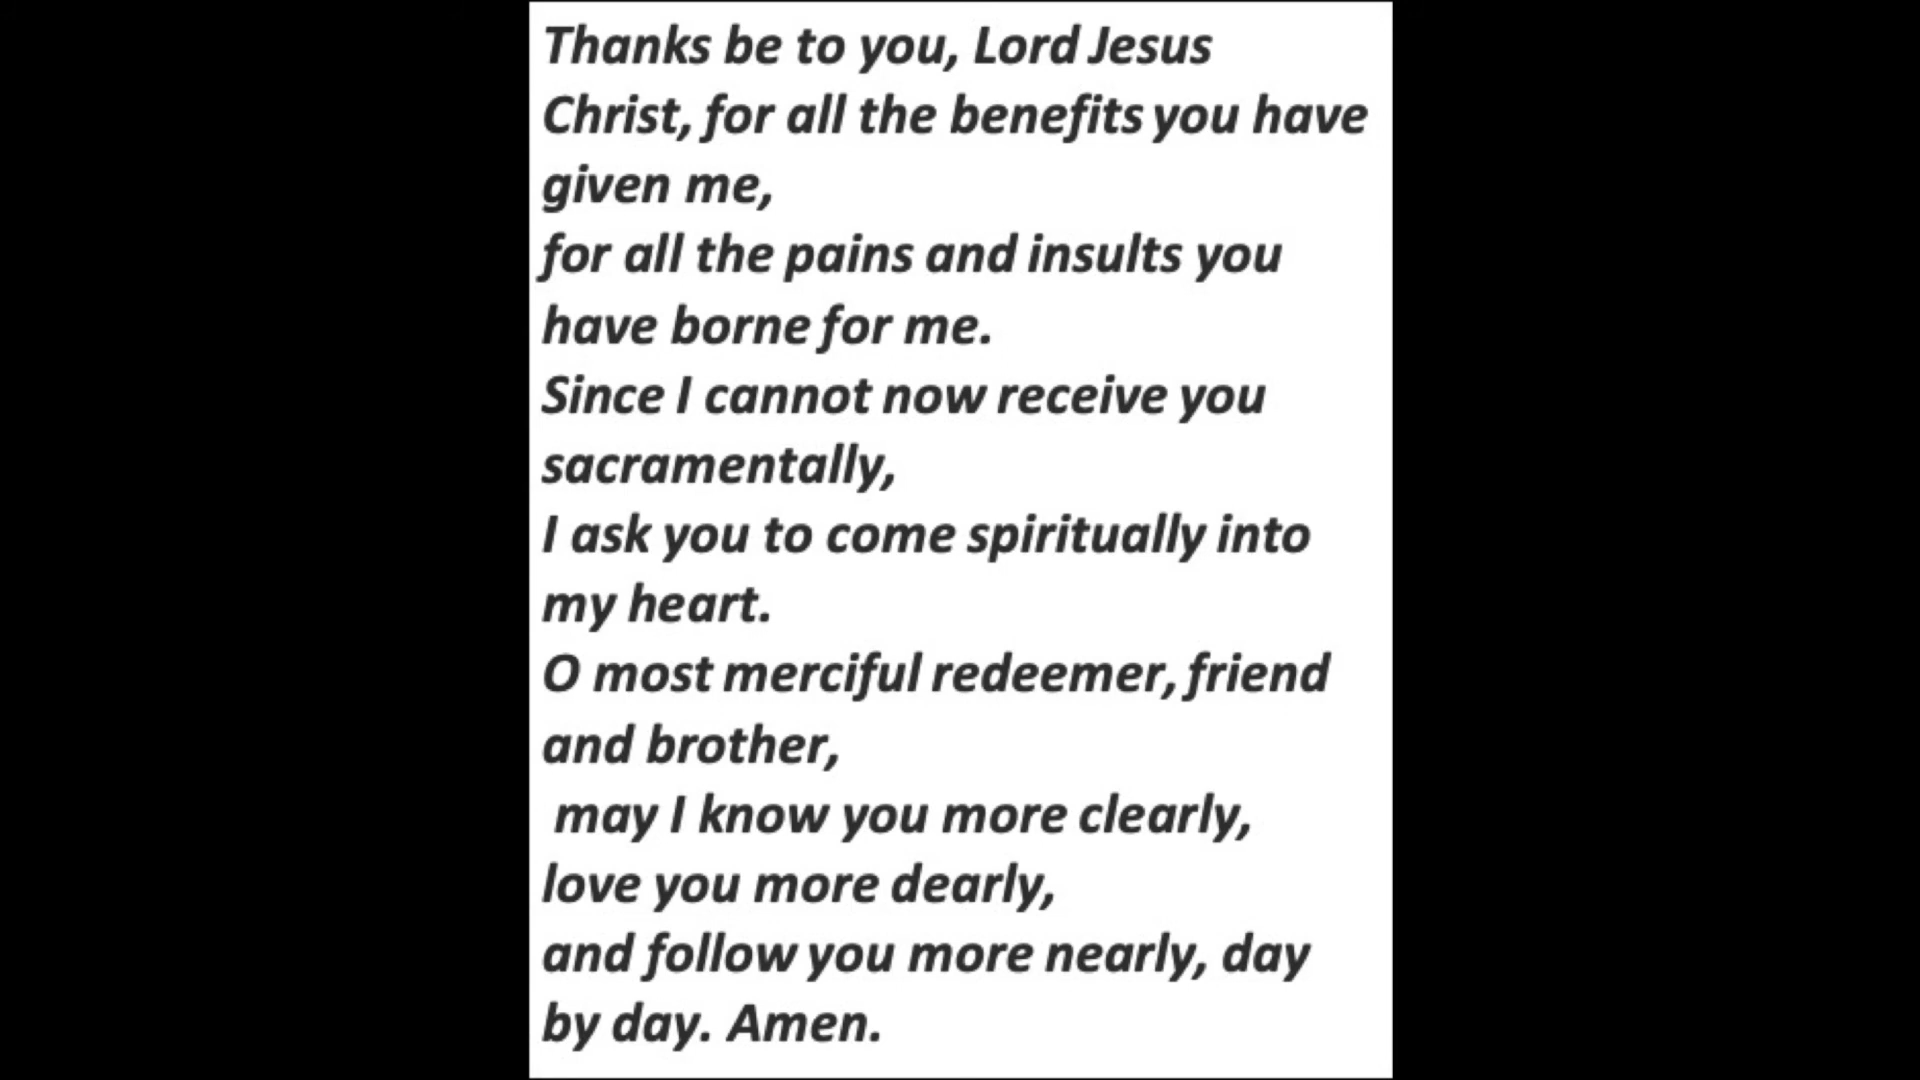 Thanks be to you, Lord Jesus
Christ, for all the benefits you have
given me,
for all the pains and insults you
have borne for me.
Since I cannot now receive you
sacramentally,
I ask you to come spiritually into
my heart.
O most merciful redeemer, friend
and brother,
may I know you more clearly,
love you more dearly,
and follow you more nearly, day
by day. Amen.